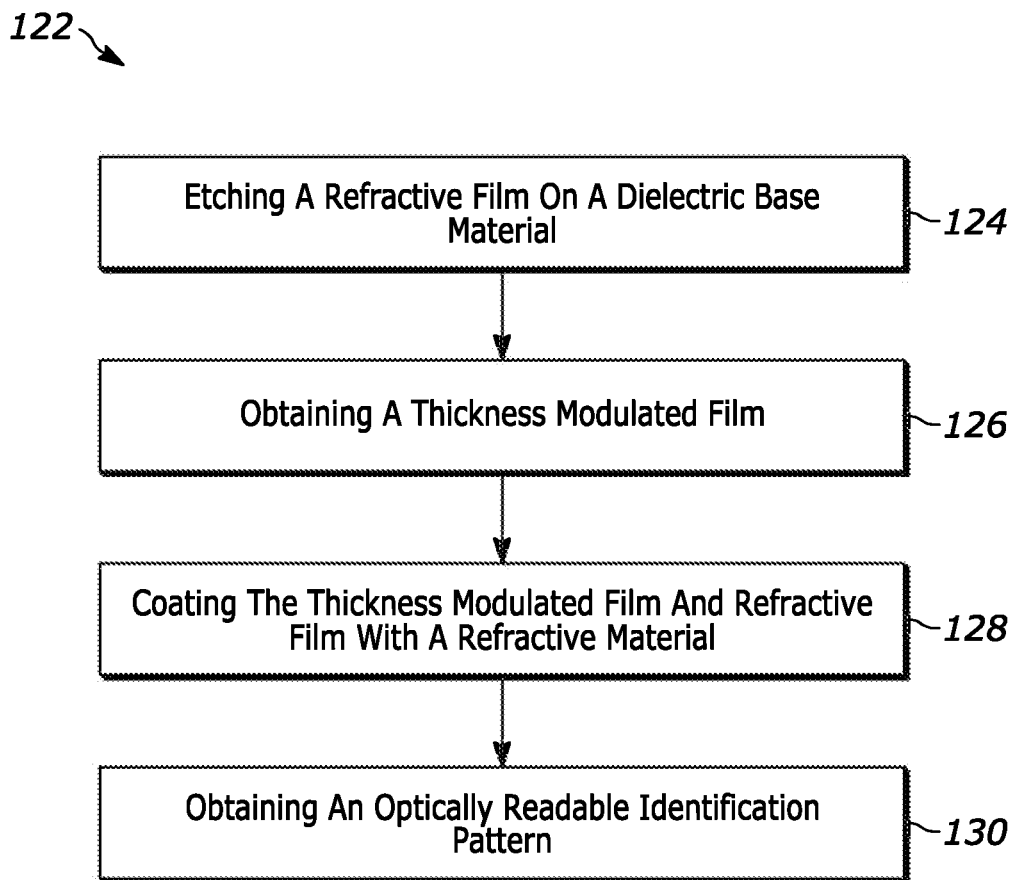 122
Etching A Refractive Film On A Dielectric Base
Material
124
Obtaining A Thickness Modulated Film
126
Coating The Thickness Modulated Film And Refractive
Film With A Refractive Material
128
Obtaining An Optically Readable Identification
Pattern
130